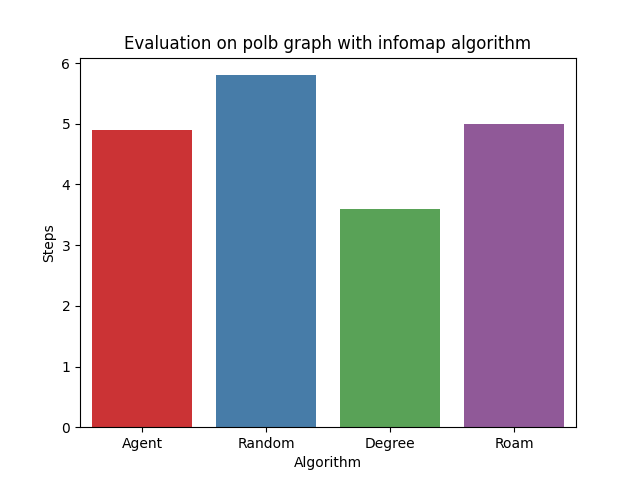 Evaluation on polb graph with infomap algorithm
6
5
4
3
2
1
0
Steps
Agent Random Degree Roam
Algorithm